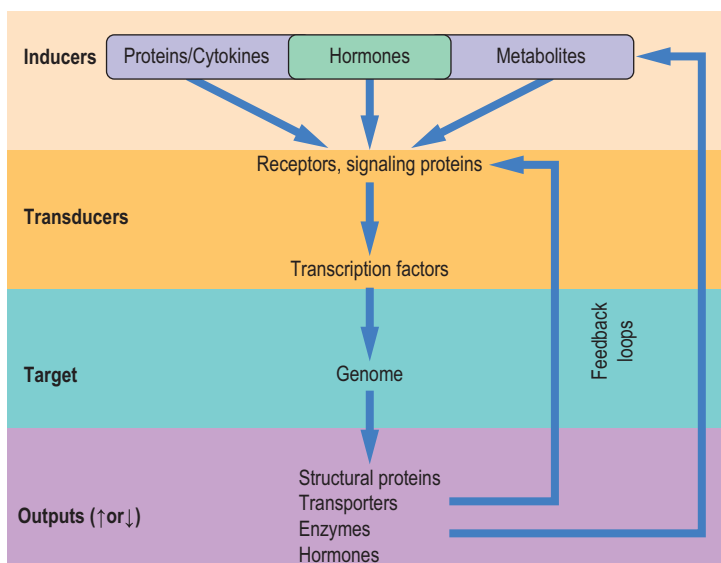 Inducers
Proteins/Cytokines
Hormones
Metabolites
Receptors, signaling proteins
Transducers
Transcription factors
Feedback
loops
Target
Genome
Structural proteins
Transporters
Outputs (↑or↓)
Enzymes
Hormones